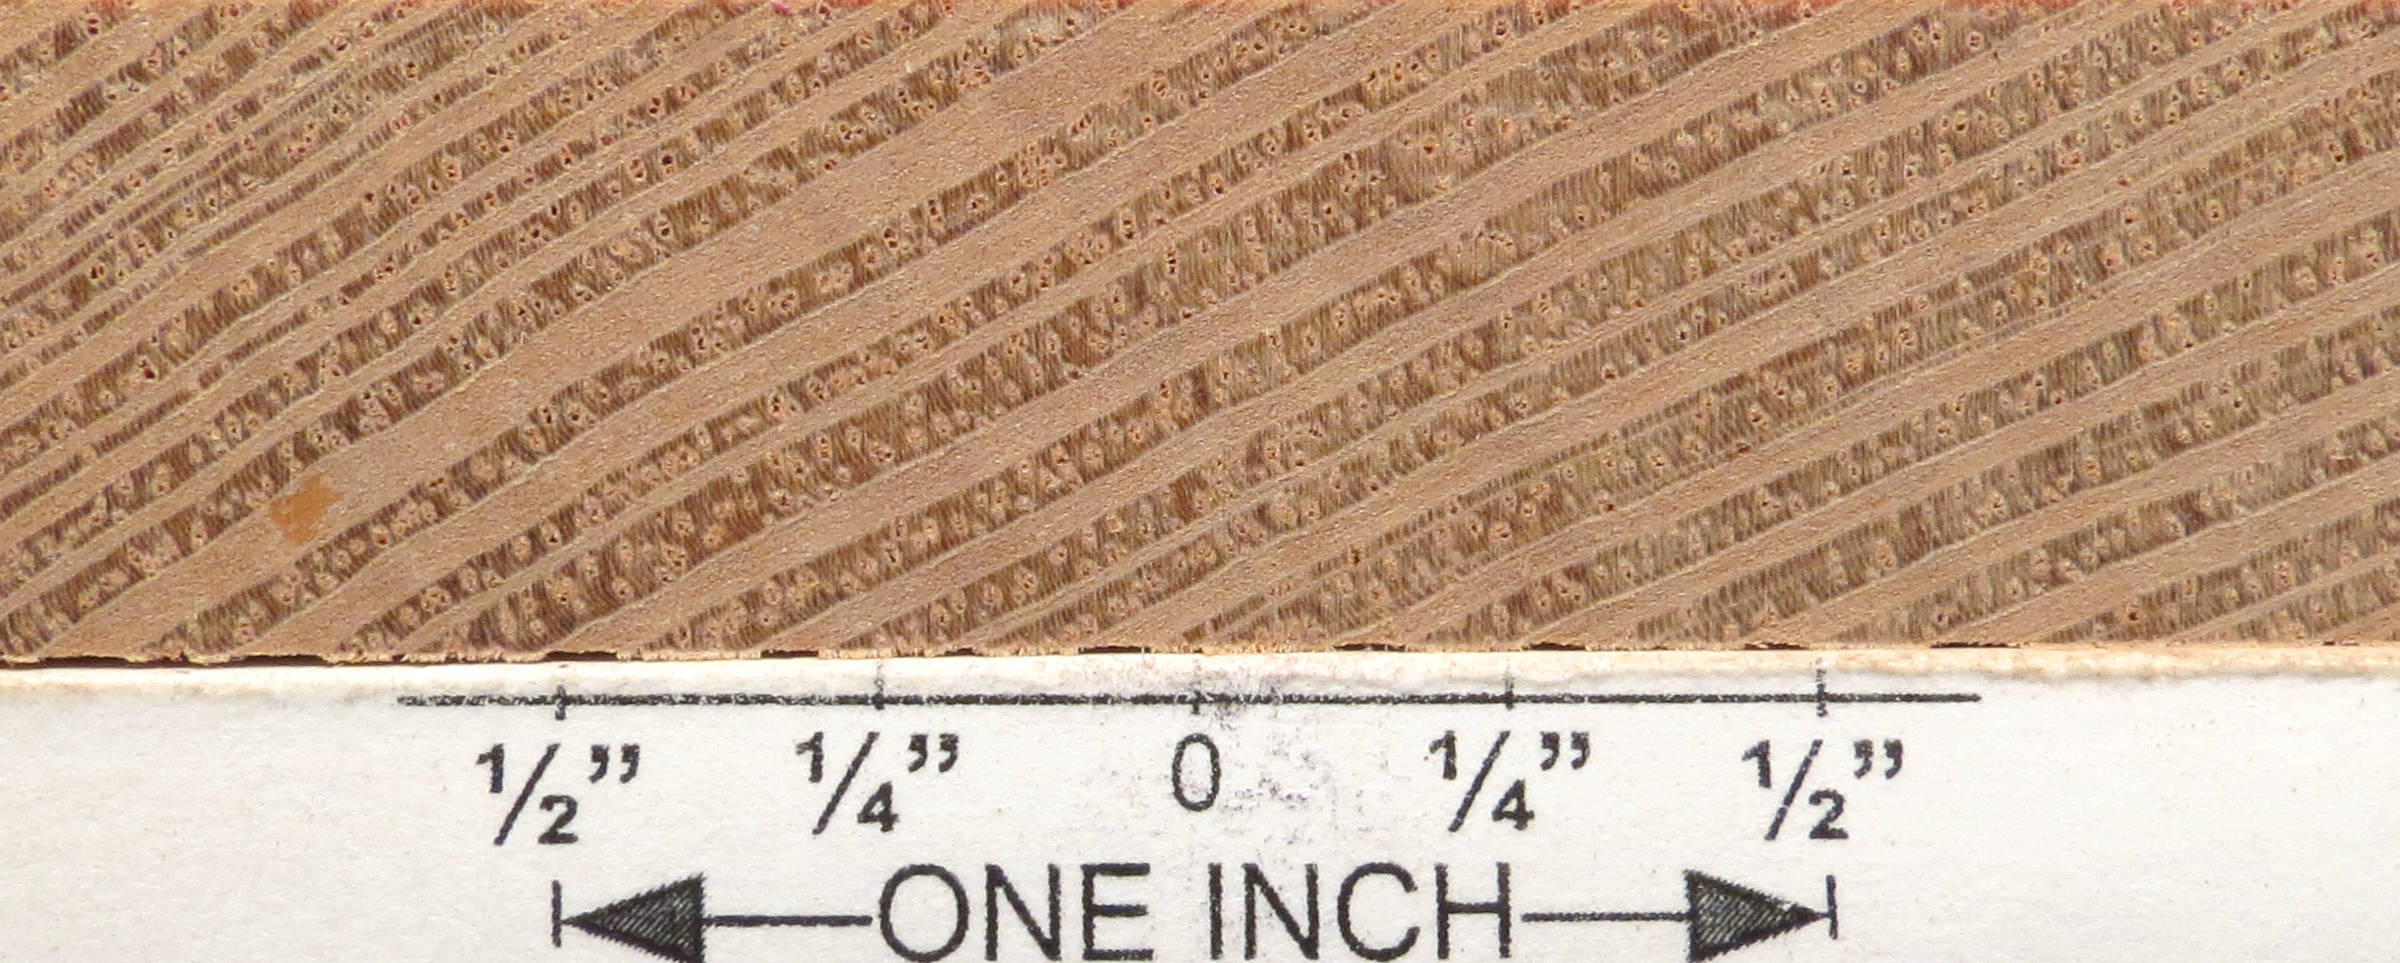 1/2” 1/4” 0 1/4” 1/2”
ONE INCH